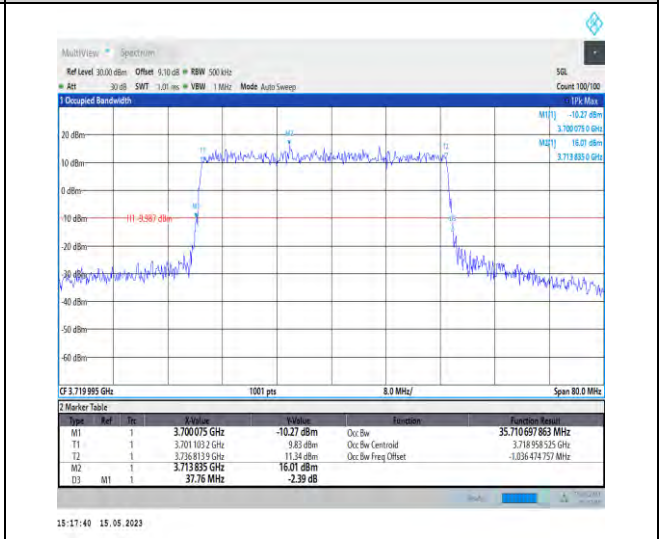 MultiView Spectrum
Ref Level 30.00 dBm Offset 9.10 dB RBW 500 kHz SGL
Att 30 dB SWT 1.01 ms VBW 1 MHz Mode Auto Sweep Count 100/100
1 Occupied Bandwidth 1Pk Max
M1[1] -10.27 dBm
3.700 075 0 GHz
M2[1] 16.01 dBm
3.713 835 0 GHz
20 dBm
M2
T1
T2
10 dBm
0 dBm
M1
-10 dBm
H1 -9.987 dBm
D3
-20 dBm
-30 dBm
-40 dBm
-50 dBm
-60 dBm
CF 3.719 995 GHz 1001 pts 8.0 MHz/ Span 80.0 MHz
2 Marker Table
Type Ref Trc X-Value Y-Value Function Function Result
M1 1 3.700 075 GHz -10.27 dBm Occ Bw 35.710 697 863 MHz
T1 1 3.701 103 2 GHz 9.83 dBm Occ Bw Centroid 3.718 958 525 GHz
T2 1 3.736 813 9 GHz 11.34 dBm Occ Bw Freq Offset -1.036 474 757 MHz
M2 1 3.713 835 GHz 16.01 dBm
D3 M1 1 37.76 MHz -2.39 dB
15:17:40 15.05.2023